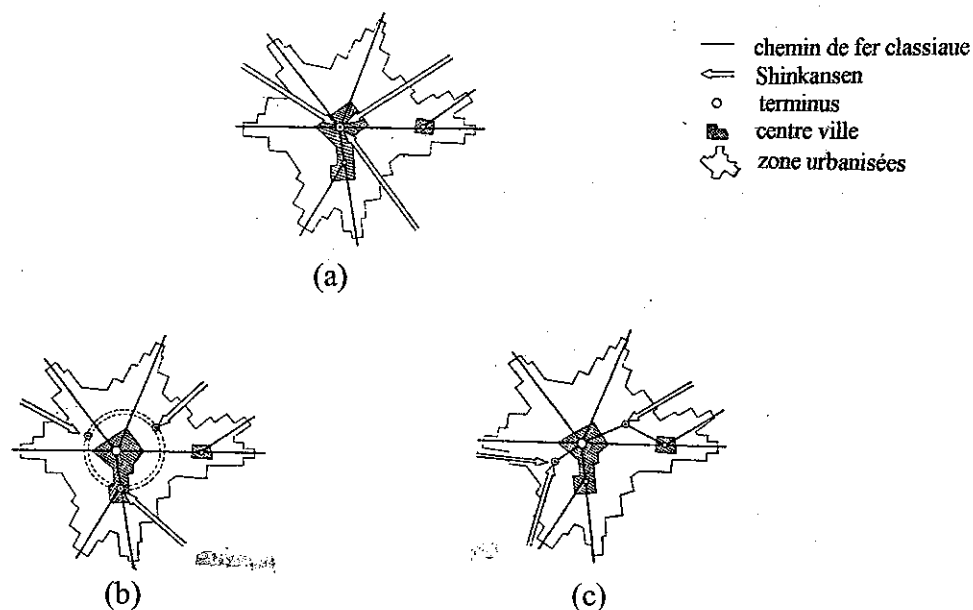 chemin de fer classiaue
Shinkansen
terminus
centre ville
zone urbanisées
(a)
(b)
(c)